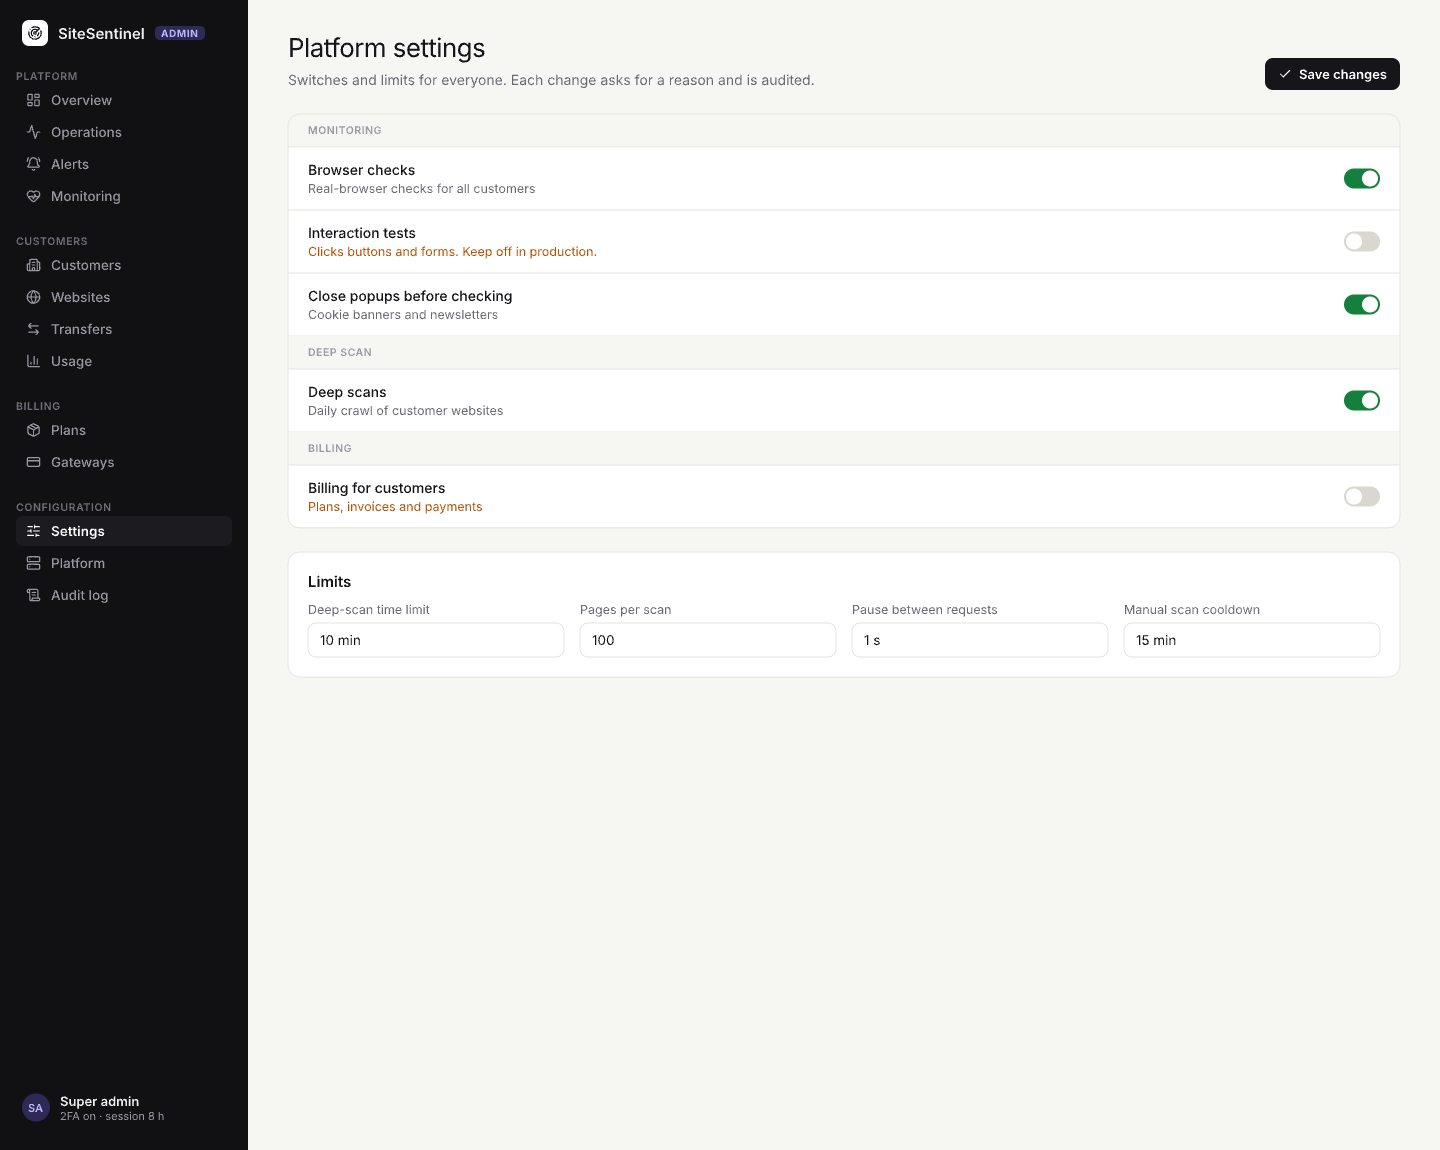 SiteSentinel ADMIN
PLATFORM
Overview
Operations
Alerts
Monitoring
CUSTOMERS
Customers
Websites
Transfers
Usage
BILLING
Plans
Gateways
CONFIGURATION
Settings
Platform
Audit log
SA
Super admin
2FA on · session 8 h
Platform settings
Switches and limits for everyone. Each change asks for a reason and is audited.
Save changes
MONITORING
Browser checks
Real-browser checks for all customers
Interaction tests
Clicks buttons and forms. Keep off in production.
Close popups before checking
Cookie banners and newsletters
DEEP SCAN
Deep scans
Daily crawl of customer websites
BILLING
Billing for customers
Plans, invoices and payments
Limits
Deep-scan time limit
10 min
Pages per scan
100
Pause between requests
1 s
Manual scan cooldown
15 min